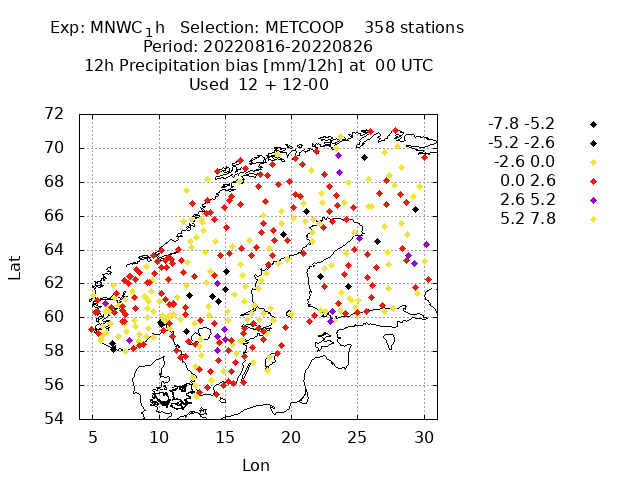 Exp: MNWC_1h Selection: METCOOP 358 stations
Period: 20220816-20220826
12h Precipitation bias [mm/12h] at 00 UTC
Used 12 + 12-00
-7.8 -5.2
-5.2 -2.6
-2.6 0.0
0.0 2.6
2.6 5.2
5.2 7.8
Lat
72
70
68
66
64
62
60
58
56
54
5 10 15 20 25 30
Lon